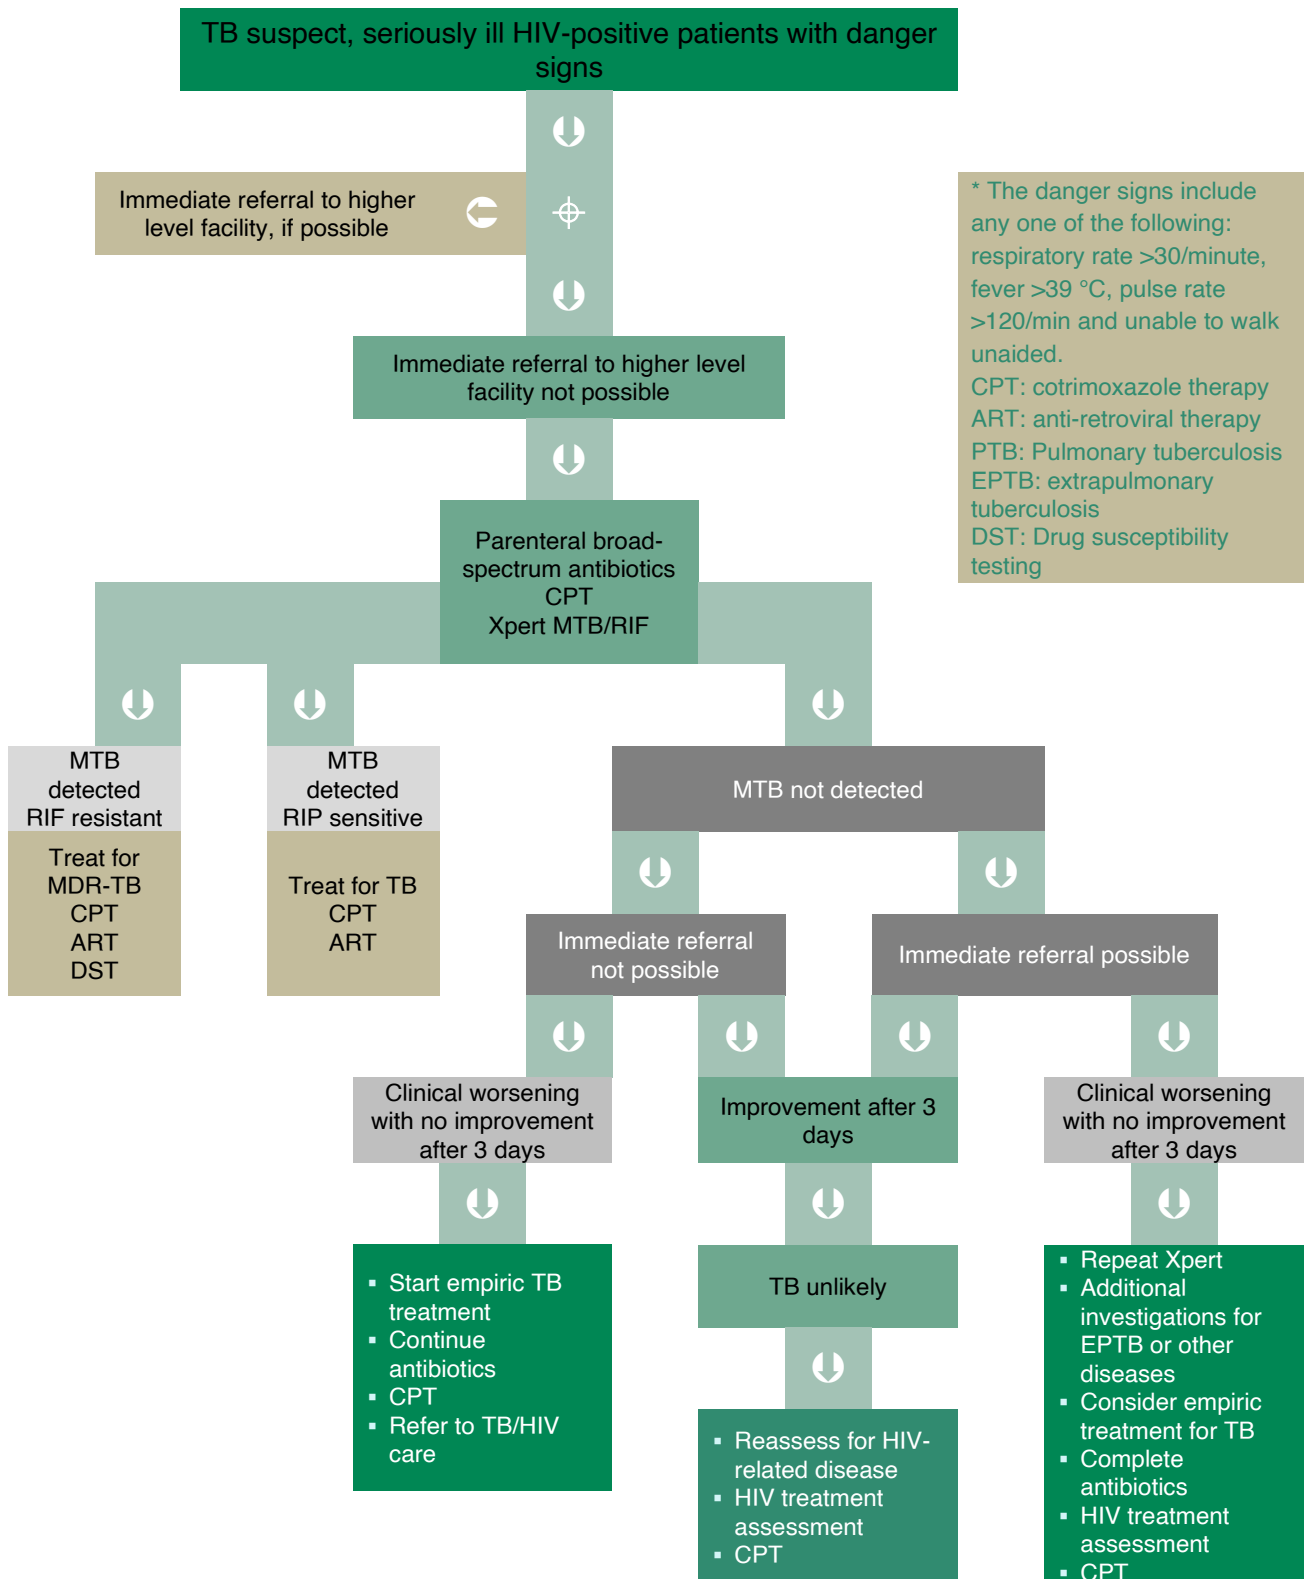 TB suspect, seriously ill HIV-positive patients with danger
signs
Immediate referral to higher
level facility, if possible
* The danger signs include
any one of the following:
respiratory rate >30/minute,
fever >39 °C, pulse rate
>120/min and unable to walk
unaided.
CPT: cotrimoxazole therapy
ART: anti-retroviral therapy
PTB: Pulmonary tuberculosis
EPTB: extrapulmonary
tuberculosis
DST: Drug susceptibility
testing
Immediate referral to higher level
facility not possible
Parenteral broad-
spectrum antibiotics
CPT
Xpert MTB/RIF
MTB
detected
RIF resistant
Treat for
MDR-TB
CPT
ART
DST
MTB
detected
RIP sensitive
Treat for TB
CPT
ART
MTB not detected
Immediate referral
not possible
Immediate referral possible
Clinical worsening
with no improvement
after 3 days
Improvement after 3
days
Clinical worsening
with no improvement
after 3 days
▪ Start empiric TB
treatment
▪ Continue
antibiotics
▪ CPT
▪ Refer to TB/HIV
care
TB unlikely
▪ Reassess for HIV-
related disease
▪ HIV treatment
assessment
▪ CPT
▪ Repeat Xpert
▪ Additional
investigations for
EPTB or other
diseases
▪ Consider empiric
treatment for TB
▪ Complete
antibiotics
▪ HIV treatment
assessment
▪ CPT